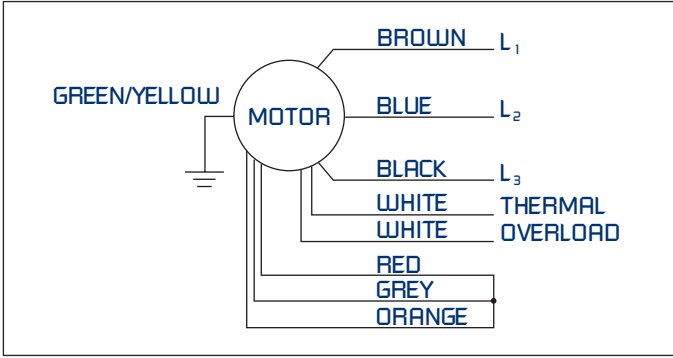 BROWN L₁
GREEN/YELLOW
MOTOR
BLUE L₂
BLACK L₃
WHITE THERMAL
WHITE OVERLOAD
RED
GREY
ORANGE